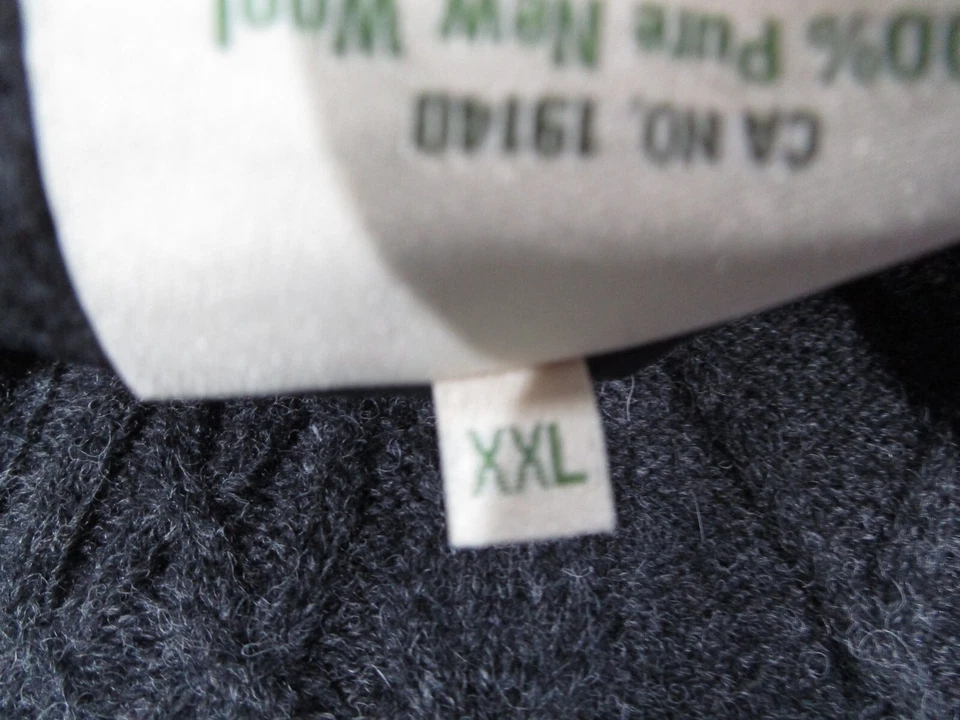 CA NO. 19140
00% Pure New Wool
XXL